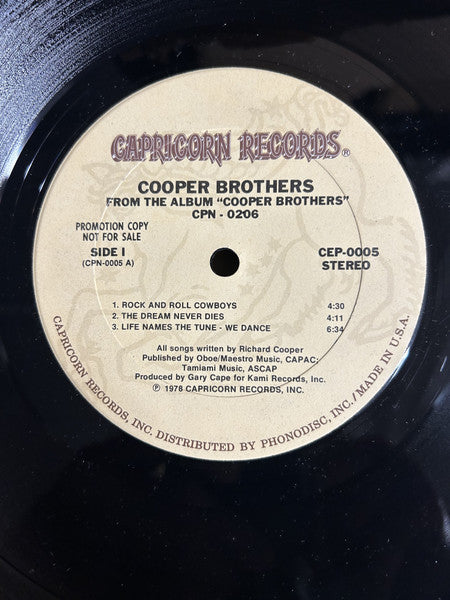 CAPRICORN RECORDS®
COOPER BROTHERS
FROM THE ALBUM "COOPER BROTHERS"
CPN - 0206
PROMOTION COPY
NOT FOR SALE
SIDE I
(CPN-0005 A)
CEP-0005
STEREO
1. ROCK AND ROLL COWBOYS 4:30
2. THE DREAM NEVER DIES 4:11
3. LIFE NAMES THE TUNE - WE DANCE 6:34
All songs written by Richard Cooper
Published by Oboe/Maestro Music, CAPAC;
Tamiami Music, ASCAP
Produced by Gary Cape for Kami Records, Inc.
℗ 1978 CAPRICORN RECORDS, INC.
CAPRICORN RECORDS, INC. DISTRIBUTED BY PHONODISC, INC./MADE IN U.S.A.